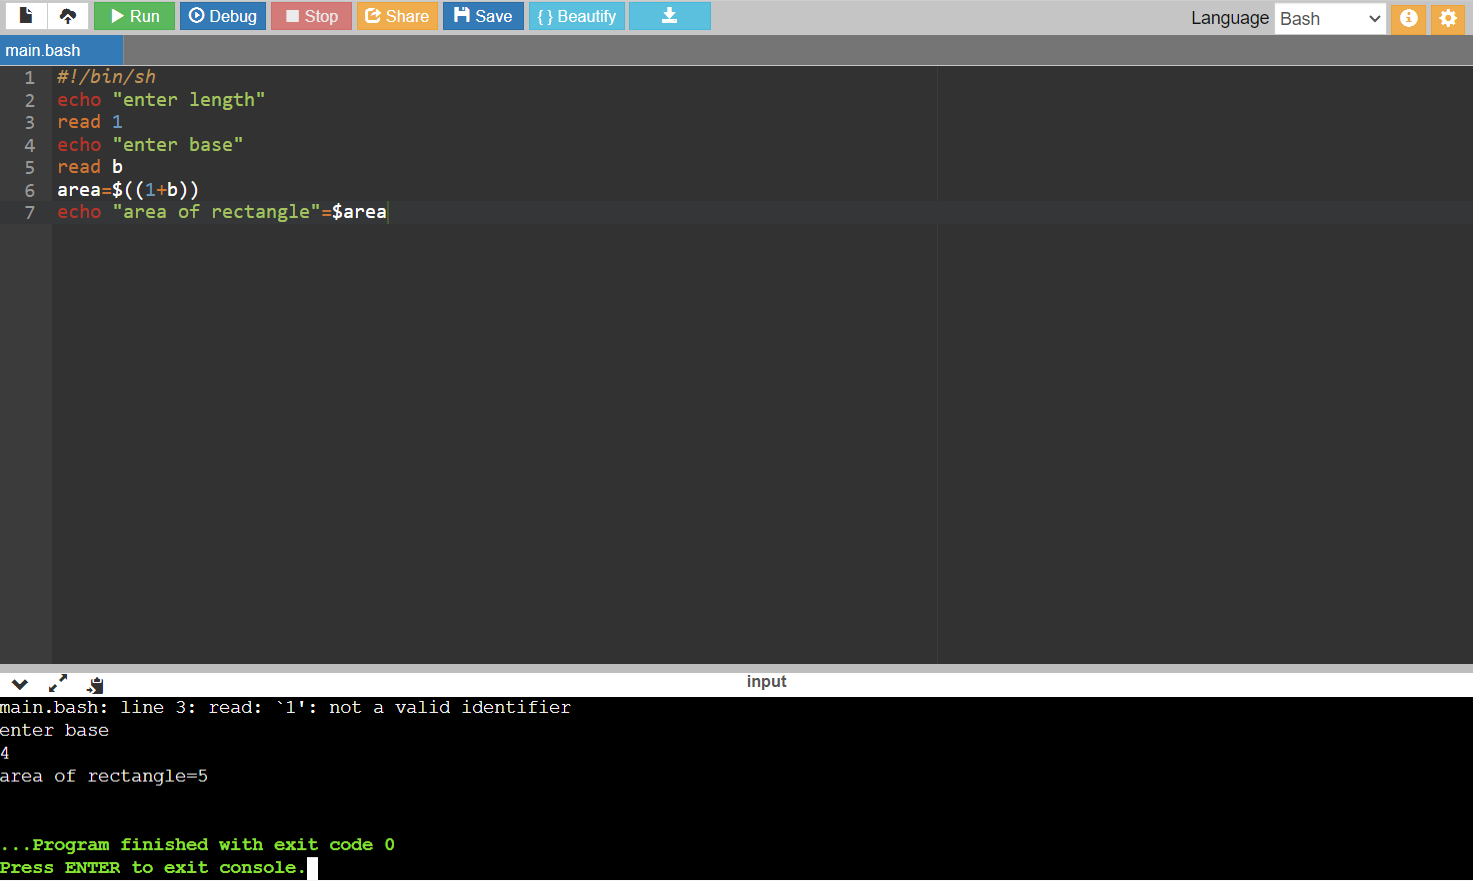 Run Debug Stop Share Save { } Beautify Language Bash
main.bash
1 #!/bin/sh
2 echo "enter length"
3 read 1
4 echo "enter base"
5 read b
6 area=$((1+b))
7 echo "area of rectangle"=$area
input
main.bash: line 3: read: `1': not a valid identifier
enter base
4
area of rectangle=5
...Program finished with exit code 0
Press ENTER to exit console.